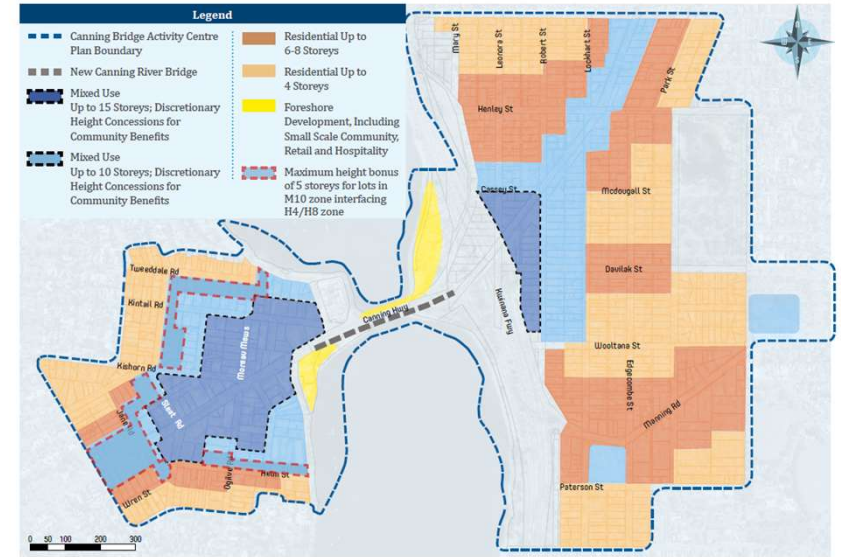 Legend
Canning Bridge Activity Centre
Plan Boundary
New Canning River Bridge
Mixed Use
Up to 15 Storeys; Discretionary
Height Concessions for
Community Benefits
Mixed Use
Up to 10 Storeys; Discretionary
Height Concessions for
Community Benefits
Residential Up to
6-8 Storeys
Residential Up to
4 Storeys
Foreshore
Development, Including
Small Scale Community,
Retail and Hospitality
Maximum height bonus
of 5 storeys for lots in
M10 zone interfacing
H4/H8 zone
Mary St
Leonora St
Robert St
Lockhart St
Park St
Henley St
Cassey St
Mcdougall St
Davilak St
Kwinana Fwy
Canning Hwy
Wooltana St
Edgecombe St
Manning Rd
Paterson St
Tweeddale Rd
Kintail Rd
Moreau Mews
Kishorn Rd
Sleat Rd
Helm St
Wren St
0 50 100 200 300